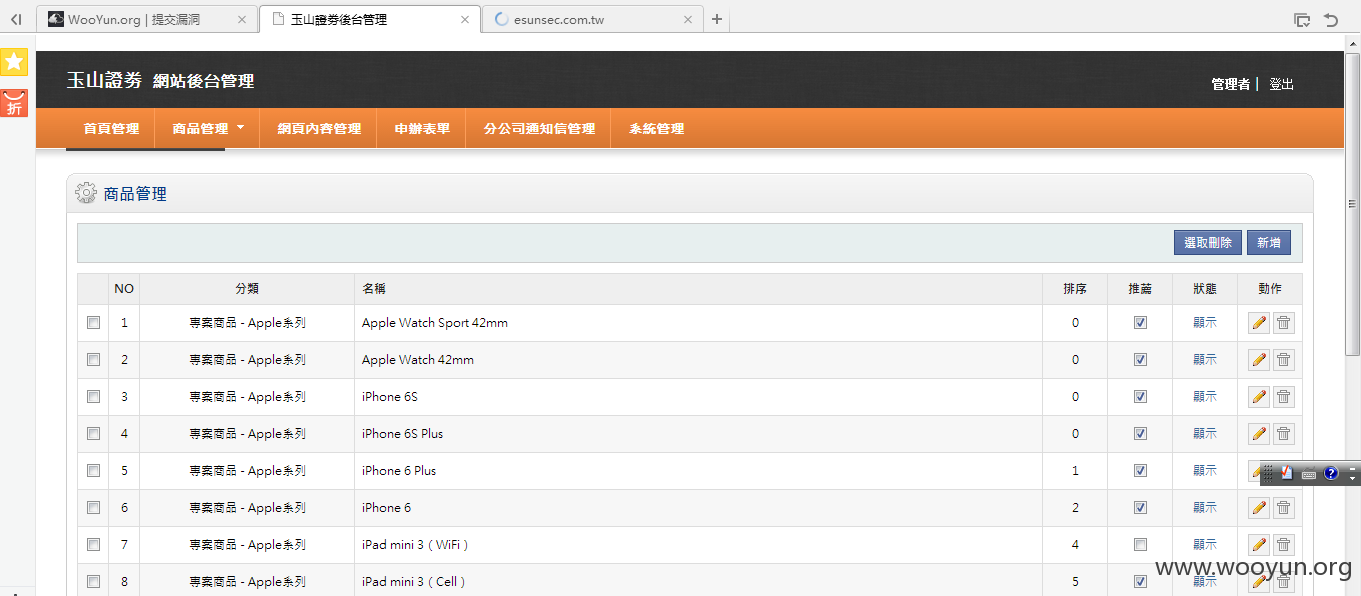 WooYun.org | 提交漏洞
玉山證券後台管理
esunsec.com.tw
折
玉山證券 網站後台管理
管理者 | 登出
首頁管理 商品管理 網頁內容管理 申辦表單 分公司通知信管理 系統管理
商品管理
選取刪除 新增
NO 分類 名稱 排序 推薦 狀態 動作
1 專案商品 - Apple系列 Apple Watch Sport 42mm 0 顯示
2 專案商品 - Apple系列 Apple Watch 42mm 0 顯示
3 專案商品 - Apple系列 iPhone 6S 0 顯示
4 專案商品 - Apple系列 iPhone 6S Plus 0 顯示
5 專案商品 - Apple系列 iPhone 6 Plus 1 顯示
6 專案商品 - Apple系列 iPhone 6 2 顯示
7 專案商品 - Apple系列 iPad mini 3 ( WiFi ) 4 顯示
8 專案商品 - Apple系列 iPad mini 3 ( Cell ) 5 顯示
www.wooyun.org